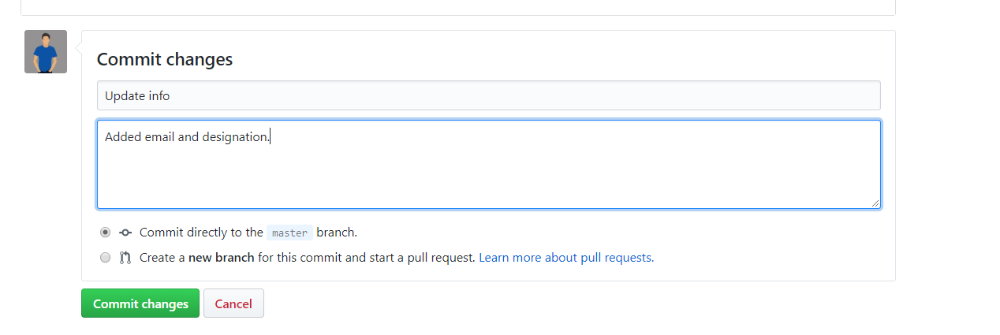 Commit changes
Update info
Added email and designation.
Commit directly to the master branch.
Create a new branch for this commit and start a pull request. Learn more about pull requests.
Commit changes Cancel